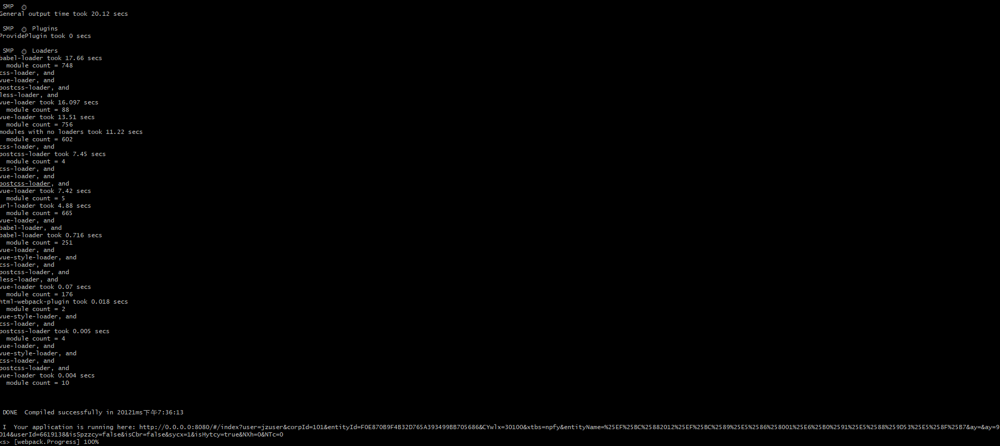 SMP ⏱
General output time took 20.12 secs
SMP ⏱ Plugins
ProvidePlugin took 0 secs
SMP ⏱ Loaders
babel-loader took 17.66 secs
module count = 748
css-loader, and
vue-loader, and
postcss-loader, and
less-loader, and
vue-loader took 16.097 secs
module count = 88
vue-loader took 13.51 secs
module count = 756
modules with no loaders took 11.22 secs
module count = 602
css-loader, and
postcss-loader took 7.45 secs
module count = 4
css-loader, and
vue-loader, and
postcss-loader, and
vue-loader took 7.42 secs
module count = 5
url-loader took 4.88 secs
module count = 665
vue-loader, and
babel-loader, and
babel-loader took 0.716 secs
module count = 251
vue-loader, and
vue-style-loader, and
css-loader, and
postcss-loader, and
less-loader, and
vue-loader took 0.07 secs
module count = 176
html-webpack-plugin took 0.018 secs
module count = 2
vue-style-loader, and
css-loader, and
postcss-loader took 0.005 secs
module count = 4
vue-loader, and
vue-style-loader, and
css-loader, and
postcss-loader, and
vue-loader took 0.004 secs
module count = 10
DONE Compiled successfully in 20121ms下午7:36:13
I Your application is running here: http://0.0.0.0:8080/#/index?user=jzuser&corpId=101&entityId=F0E870B9F4B32D765A393499BB705686&CYwlx=30100&xtbs=npfy&entityName=%25EF%25BC%25882012%25EF%25BC%2589%25E5%2586%258001%25E6%25B0%2591%25E5%2588%259D53%25E5%258F%25B7&ay=&ay=9
014&userId=6619138&isSpzzcy=false&isCbr=false&sycx=1&isHytcy=true&NXh=0&NTc=0
<s> [webpack.Progress] 100%